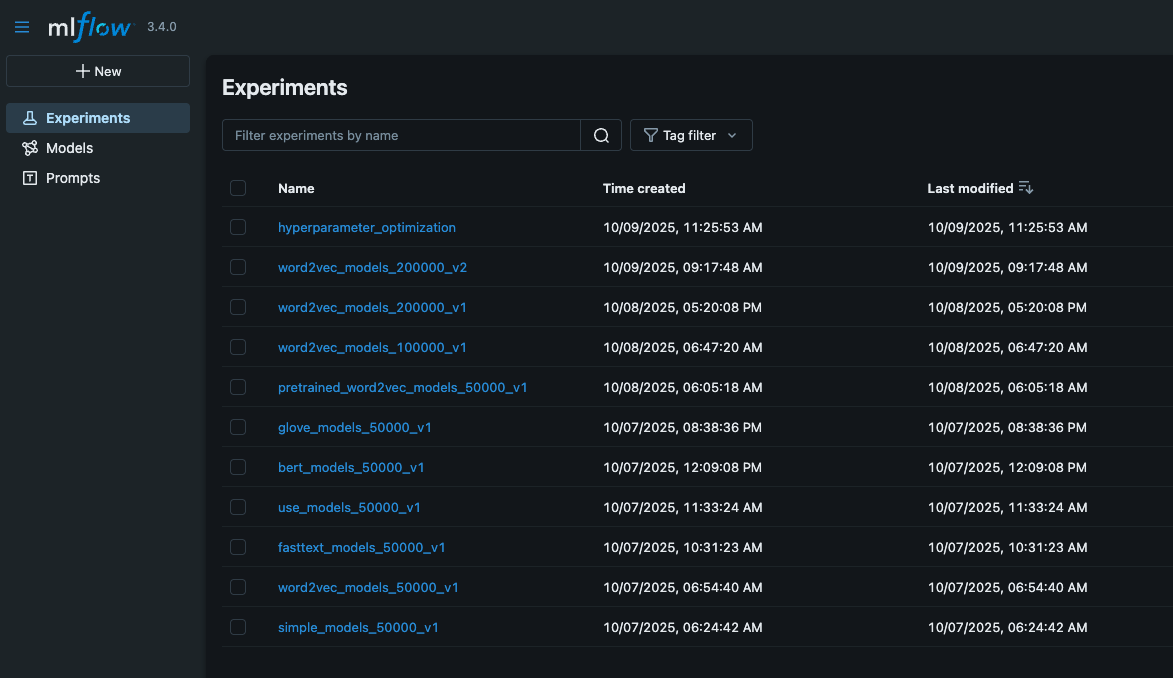 mlflow 3.4.0
New
Experiments
Models
Prompts
Experiments
Filter experiments by name
Tag filter
Name Time created Last modified
hyperparameter_optimization 10/09/2025, 11:25:53 AM 10/09/2025, 11:25:53 AM
word2vec_models_200000_v2 10/09/2025, 09:17:48 AM 10/09/2025, 09:17:48 AM
word2vec_models_200000_v1 10/08/2025, 05:20:08 PM 10/08/2025, 05:20:08 PM
word2vec_models_100000_v1 10/08/2025, 06:47:20 AM 10/08/2025, 06:47:20 AM
pretrained_word2vec_models_50000_v1 10/08/2025, 06:05:18 AM 10/08/2025, 06:05:18 AM
glove_models_50000_v1 10/07/2025, 08:38:36 PM 10/07/2025, 08:38:36 PM
bert_models_50000_v1 10/07/2025, 12:09:08 PM 10/07/2025, 12:09:08 PM
use_models_50000_v1 10/07/2025, 11:33:24 AM 10/07/2025, 11:33:24 AM
fasttext_models_50000_v1 10/07/2025, 10:31:23 AM 10/07/2025, 10:31:23 AM
word2vec_models_50000_v1 10/07/2025, 06:54:40 AM 10/07/2025, 06:54:40 AM
simple_models_50000_v1 10/07/2025, 06:24:42 AM 10/07/2025, 06:24:42 AM